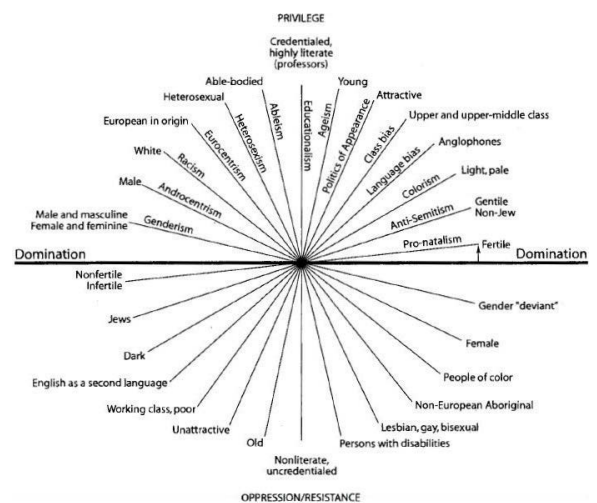 PRIVILEGE
Credentialed,
highly literate
(professors)
Able-bodied
Young
Heterosexual
Attractive
European in origin
Upper and upper-middle class
White
Anglophones
Male
Light, pale
Male and masculine
Female and feminine
Gentile
Non-Jew
Fertile
Genderism
Androcentrism
Racism
Eurocentrism
Heterosexism
Ableism
Educationalism
Ageism
Politics of Appearance
Class bias
Language bias
Colorism
Anti-Semitism
Pro-natalism
Domination
Domination
Nonfertile
Infertile
Gender "deviant"
Jews
Female
Dark
People of color
English as a second language
Non-European Aboriginal
Working class, poor
Lesbian, gay, bisexual
Unattractive
Persons with disabilities
Old
Nonliterate,
uncredentialed
OPPRESSION/RESISTANCE